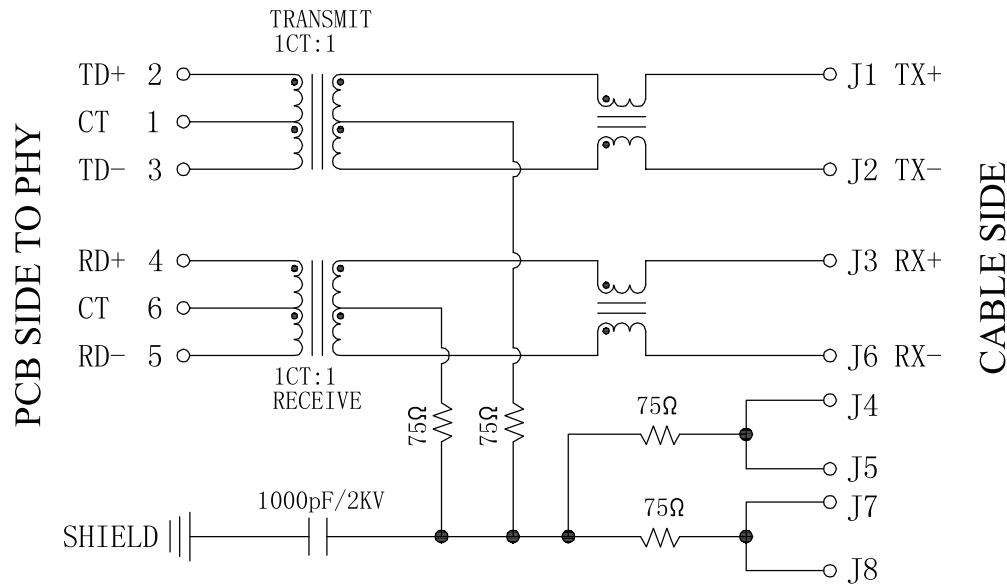 TRANSMIT
1CT:1
TD+ 2
J1 TX+
CT 1
TD- 3
J2 TX-
PCB SIDE TO PHY
CABLE SIDE
RD+ 4
J3 RX+
CT 6
RD- 5
J6 RX-
1CT:1
RECEIVE
75Ω
75Ω
75Ω
J4
J5
1000pF/2KV
75Ω
J7
SHIELD
J8